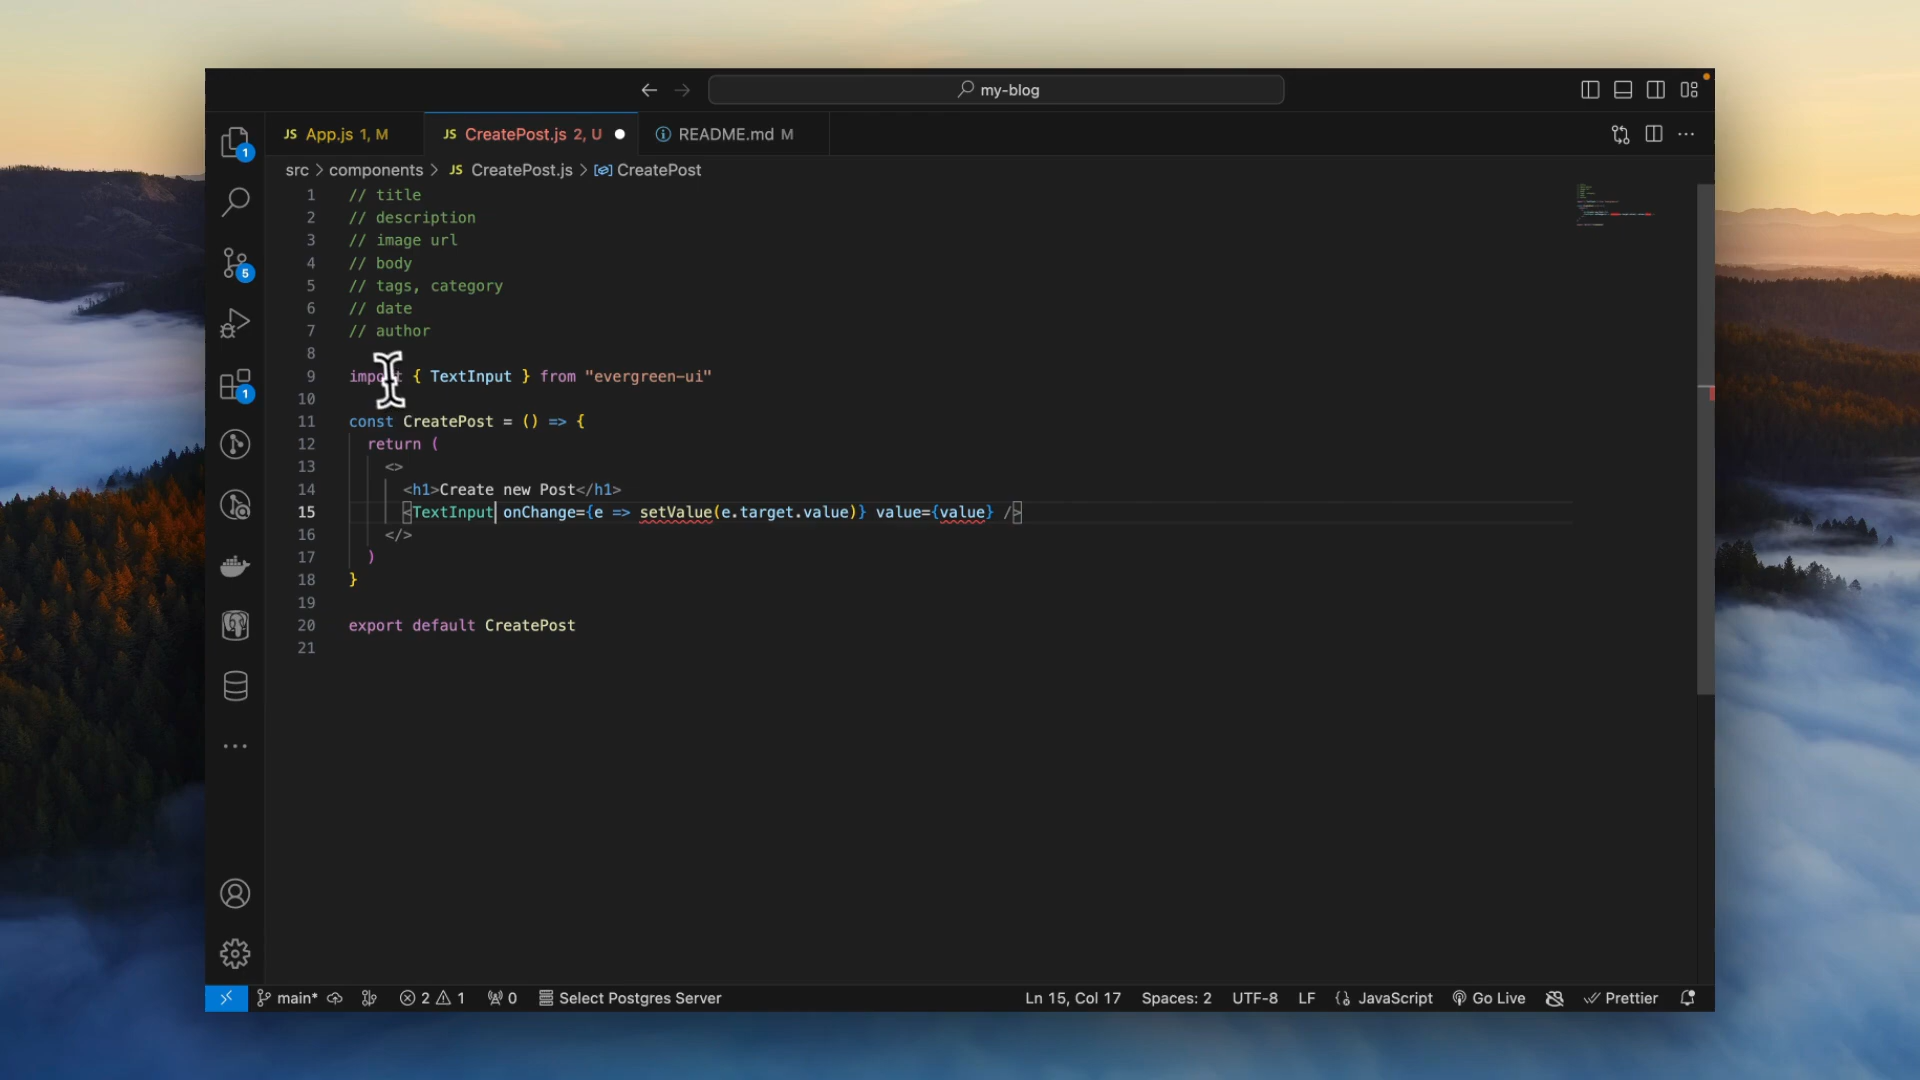 my-blog
JS App.js 1, M
JS CreatePost.js 2, U
README.md M
src > components > JS CreatePost.js > CreatePost
1 // title
2 // description
3 // image url
4 // body
5 // tags, category
6 // date
7 // author
8
9 import { TextInput } from "evergreen-ui"
10
11 const CreatePost = () => {
12 return (
13 <>
14 <h1>Create new Post</h1>
15 <TextInput onChange={e => setValue(e.target.value)} value={value} />
16 </>
17 )
18 }
19
20 export default CreatePost
21
1
5
1
main* 2 1 0 Select Postgres Server Ln 15, Col 17 Spaces: 2 UTF-8 LF {} JavaScript Go Live Prettier